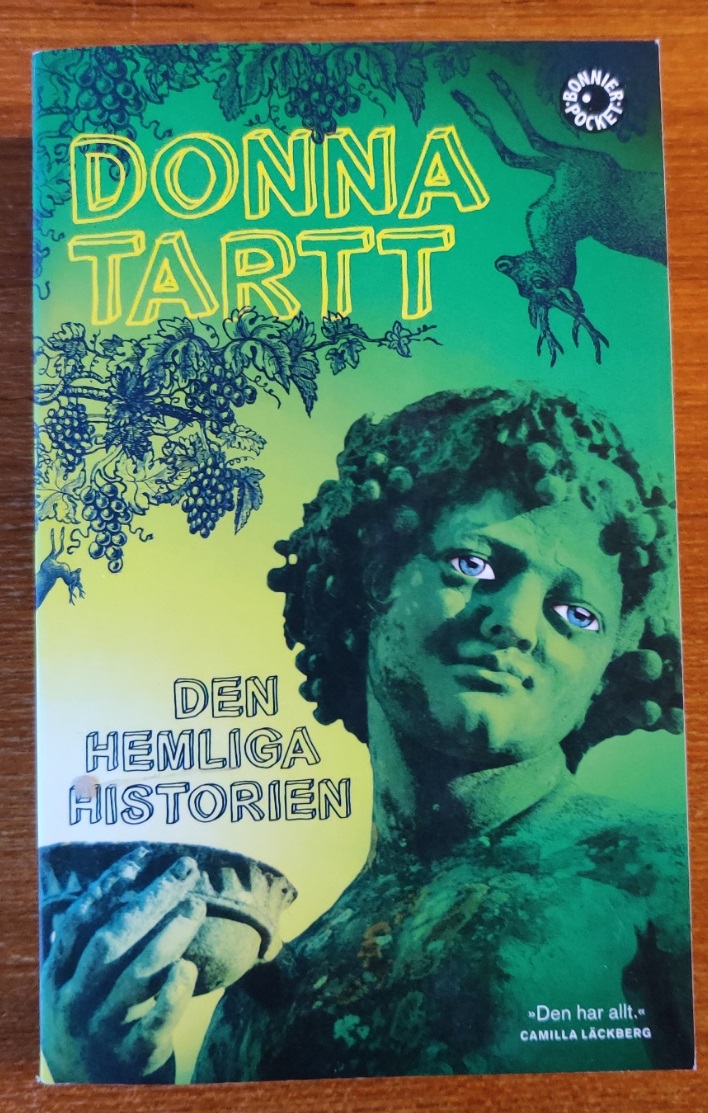 BONNIER
POCKET
DONNA
TARTT
DEN
HEMLIGA
HISTORIEN
»Den har allt.«
CAMILLA LÄCKBERG